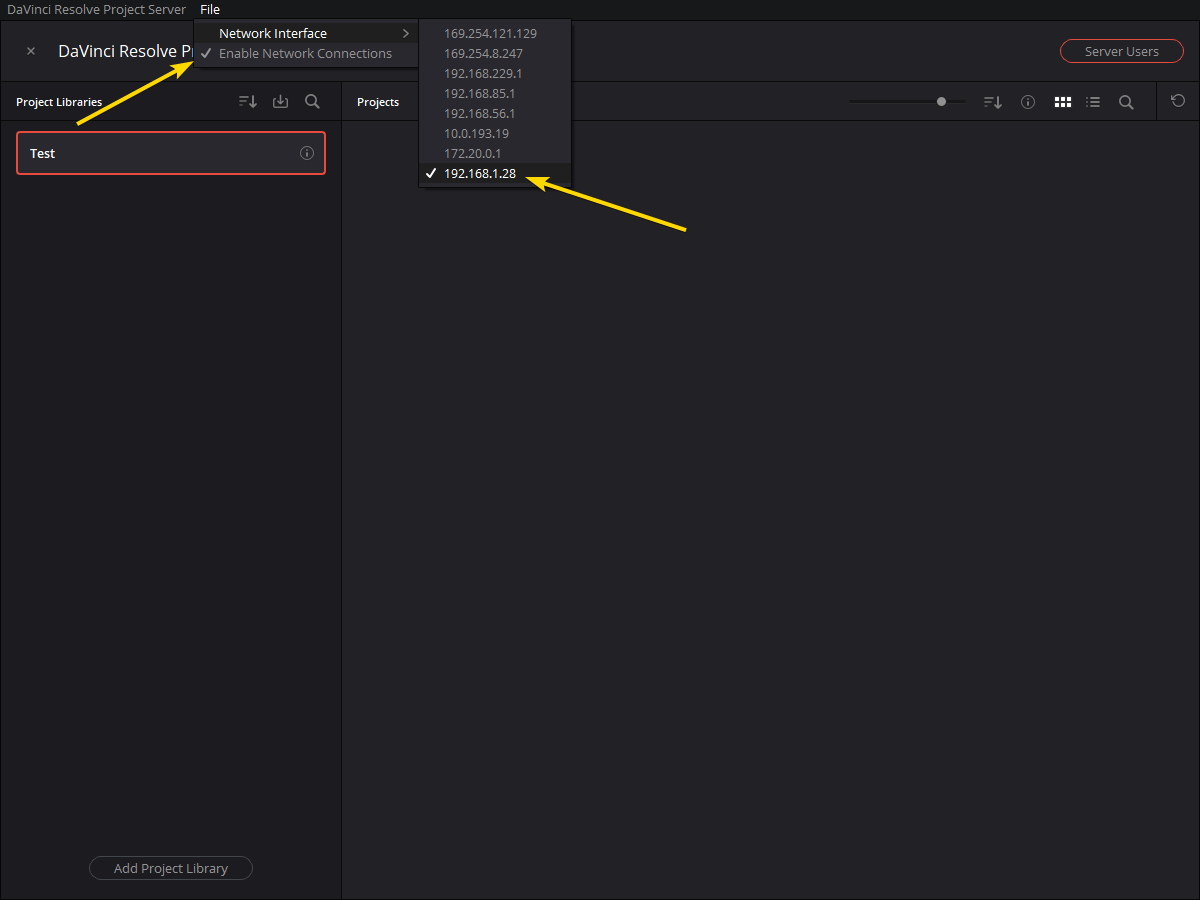 DaVinci Resolve Project Server File
Network Interface
Enable Network Connections
169.254.121.129
169.254.8.247
192.168.229.1
192.168.85.1
192.168.56.1
10.0.193.19
172.20.0.1
192.168.1.28
DaVinci Resolve Pr
Server Users
Project Libraries
Projects
Test
Add Project Library